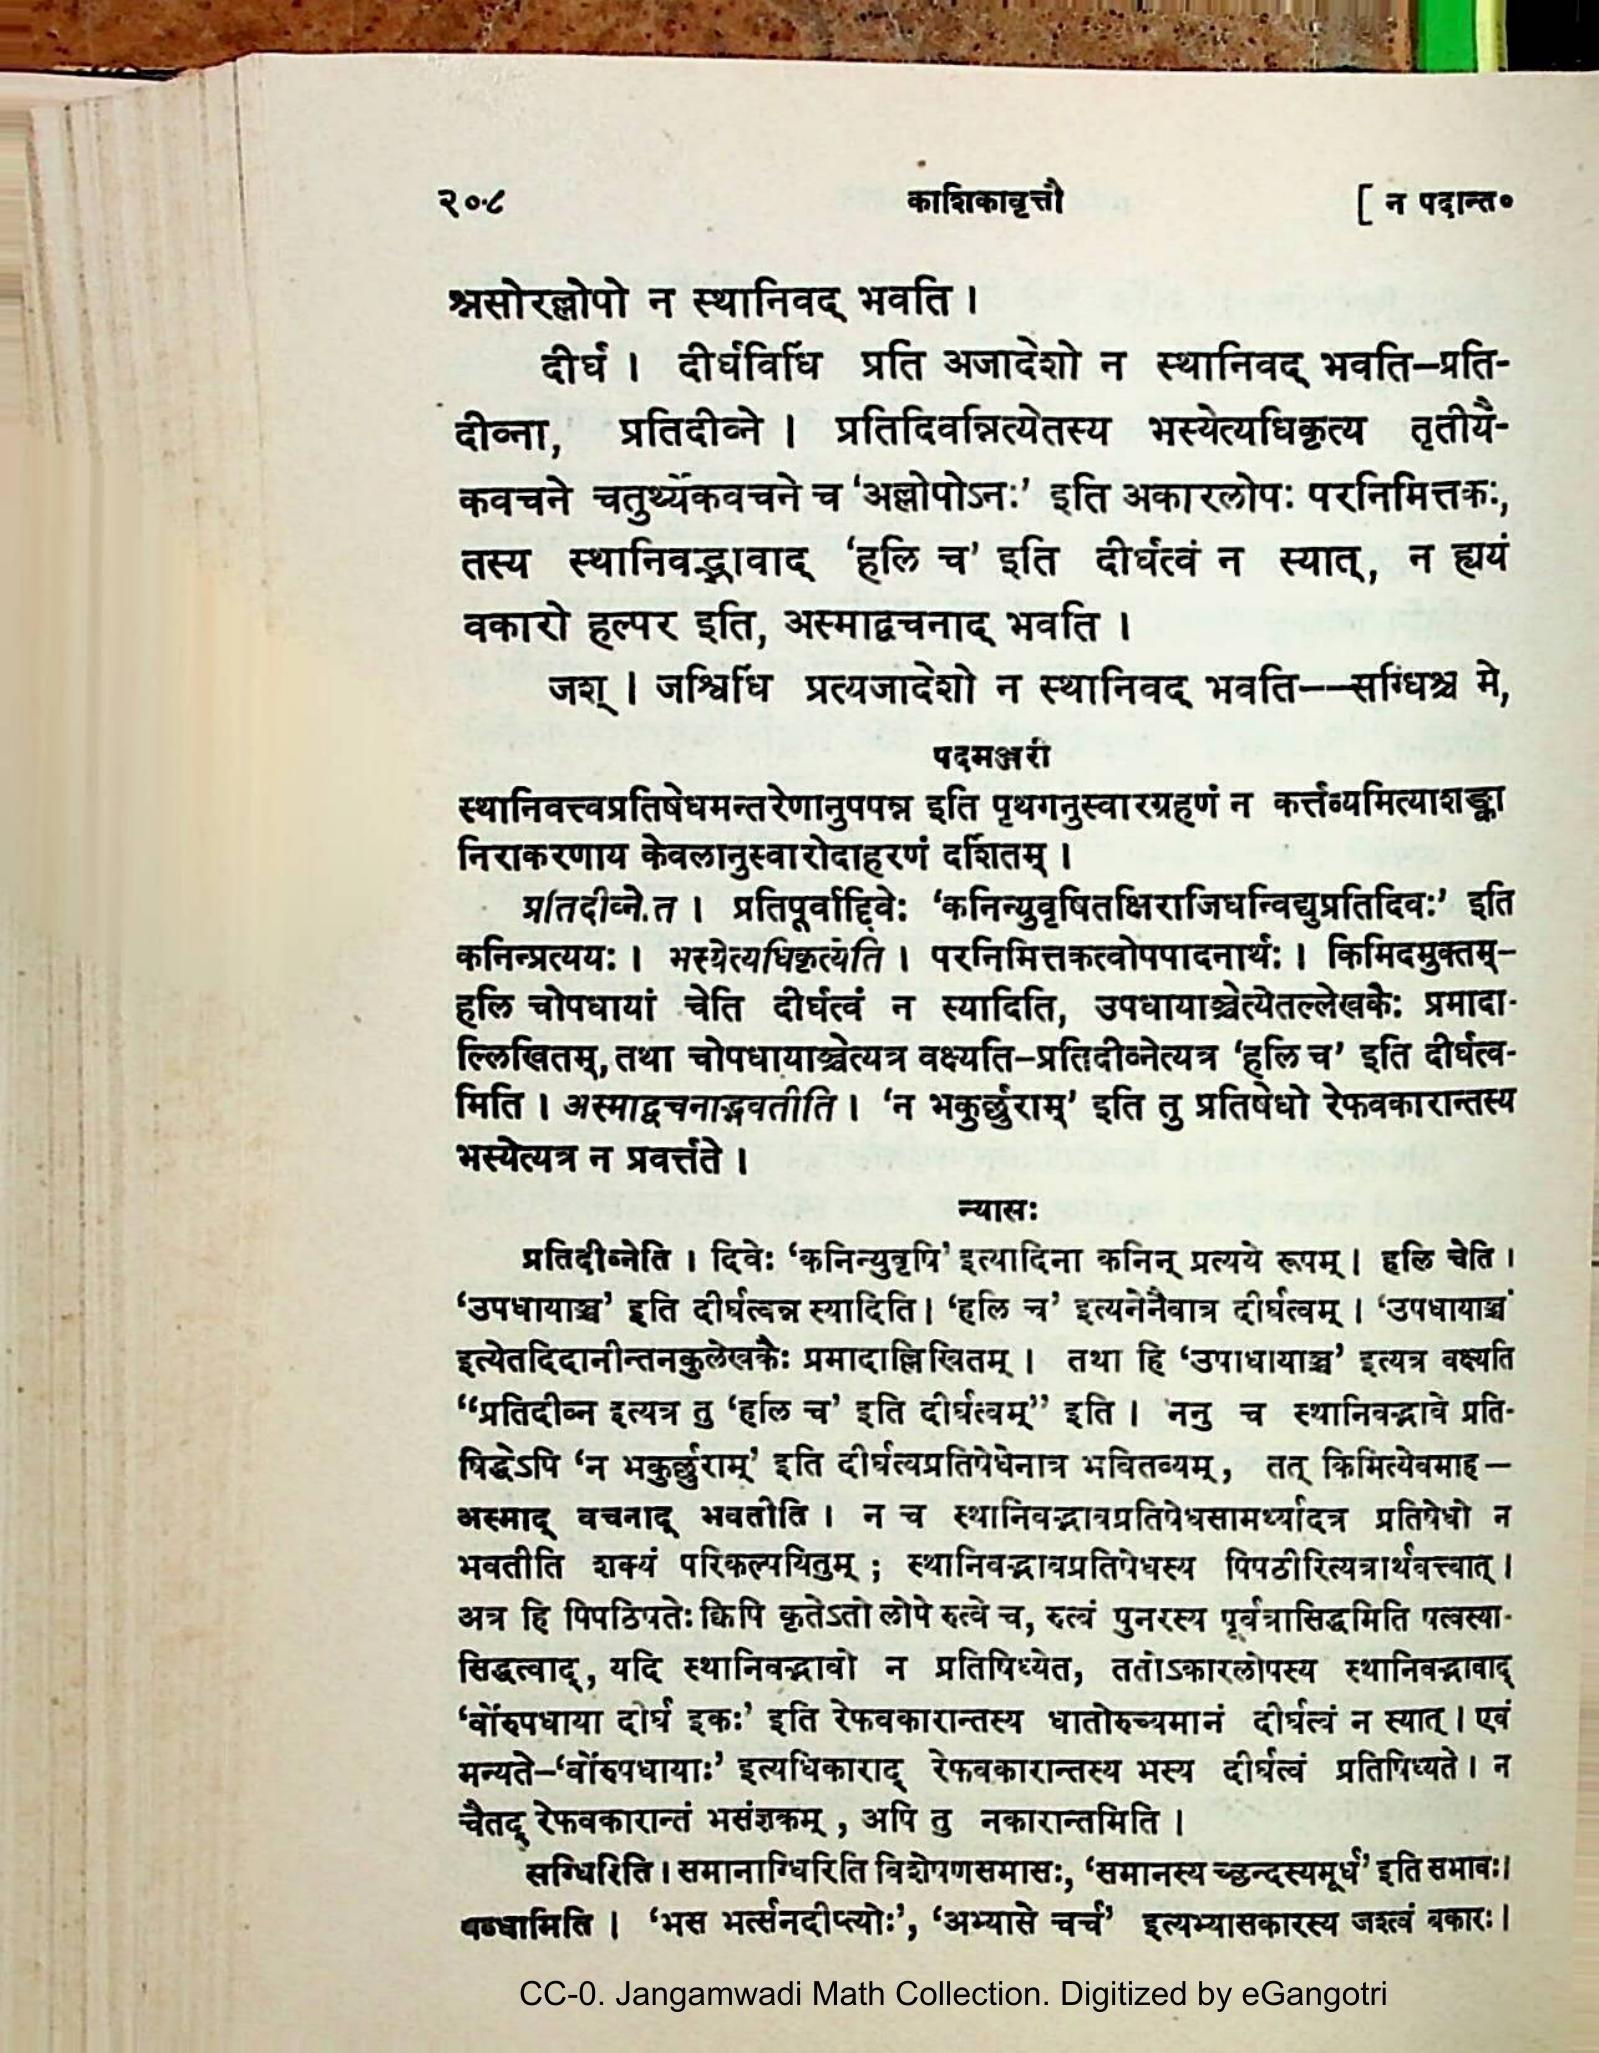 २०८ काशिकावृत्तौ [ न पदान्त०
श्नसोरल्लोपो न स्थानिवद् भवति ।
दीर्घ । दीर्घविधिं प्रति अजादेशो न स्थानिवद् भवति–प्रति-
दीव्ना, प्रतिदीव्ने । प्रतिदिवन्नित्येतस्य भस्येत्यधिकृत्य तृतीयै-
कवचने चतुर्थ्येकवचने च ‘अल्लोपोऽनः’ इति अकारलोपः परनिमित्तकः,
तस्य स्थानिवद्भावाद् ‘हलि च’ इति दीर्घत्वं न स्यात्, न ह्ययं
वकारो हल्पर इति, अस्माद्वचनाद् भवति ।
जश् । जश्विधिं प्रत्यजादेशो न स्थानिवद् भवति––सग्धिश्च मे,
पदमञ्जरी
स्थानिवत्त्वप्रतिषेधमन्तरेणानुपपन्न इति पृथगनुस्वारग्रहणं न कर्त्तव्यमित्याशङ्का
निराकरणाय केवलानुस्वारोदाहरणं दर्शितम् ।
प्रतिदीव्नेति । प्रतिपूर्वाद्दिवेः ‘कनिन्युवृषितक्षिराजिधन्विद्युप्रतिदिवः’ इति
कनिन्प्रत्ययः । भस्येत्यधिकृत्येति । परनिमित्तकत्वोपपादनार्थः । किमिदमुक्तम्–
हलि चोपधायां चेति दीर्घत्वं न स्यादिति, उपधायाञ्चेत्येतल्लेखकैः प्रमादा-
ल्लिखितम्, तथा चोपधायाञ्चेत्यत्र वक्ष्यति–प्रतिदीव्नेत्यत्र ‘हलि च’ इति दीर्घत्व-
मिति । अस्माद्वचनाद्भवतीति । ‘न भकुर्छुराम्’ इति तु प्रतिषेधो रेफवकारान्तस्य
भस्येत्यत्र न प्रवर्त्तते ।
न्यासः
प्रतिदीव्नेति । दिवेः ‘कनिन्युवृषि’ इत्यादिना कनिन् प्रत्यये रूपम् । हलि चेति ।
‘उपधायाञ्च’ इति दीर्घत्वन्न स्यादिति । ‘हलि च’ इत्यनेनैवात्र दीर्घत्वम् । ‘उपधायाञ्च’
इत्येतदिदानीन्तनकुलेखकैः प्रमादाल्लिखितम् । तथा हि ‘उपाधायाञ्च’ इत्यत्र वक्ष्यति
“प्रतिदीव्न इत्यत्र तु ‘हलि च’ इति दीर्घत्वम्” इति । ननु च स्थानिवद्भावे प्रति-
षिद्धेऽपि ‘न भकुर्छुराम्’ इति दीर्घत्वप्रतिषेधेनात्र भवितव्यम्, तत् किमित्येवमाह–
अस्माद् वचनाद् भवतीति । न च स्थानिवद्भावप्रतिषेधसामर्थ्यादत्र प्रतिषेधो न
भवतीति शक्यं परिकल्पयितुम् ; स्थानिवद्भावप्रतिषेधस्य पिपठीरित्यत्रार्थवत्त्वात् ।
अत्र हि पिपठिषतेः क्विपि कृतेऽतो लोपे रुत्वे च, रुत्वं पुनरस्य पूर्वत्रासिद्धमिति षत्वस्या-
सिद्धत्वाद्, यदि स्थानिवद्भावो न प्रतिषिध्येत, ततोऽकारलोपस्य स्थानिवद्भावाद्
‘र्वोरुपधाया दीर्घ इकः’ इति रेफवकारान्तस्य धातोरुच्यमानं दीर्घत्वं न स्यात् । एवं
मन्यते–‘र्वोरुपधायाः’ इत्यधिकाराद् रेफवकारान्तस्य भस्य दीर्घत्वं प्रतिषिध्यते । न
चैतद् रेफवकारान्तं भसंज्ञकम् , अपि तु नकारान्तमिति ।
सग्धिरिति । समानाग्धिरिति विशेषणसमासः, ‘समानस्य च्छन्दस्यमूर्ध’ इति सभावः।
बब्धामिति । ‘भस भर्त्सनदीप्त्योः’, ‘अभ्यासे चर्च’ इत्यभ्यासकारस्य जश्त्वं बकारः ।
CC-0. Jangamwadi Math Collection. Digitized by eGangotri